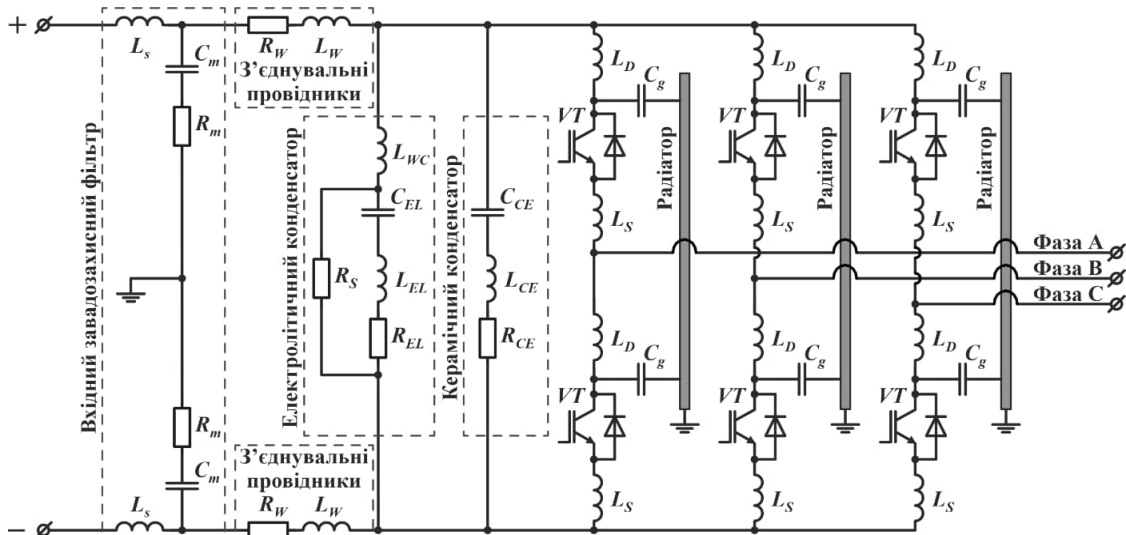 +
L_s
C_m
R_m
Вхідний завадозахисний фільтр
R_m
C_m
L_s
−
R_W
L_W
З’єднувальні
провідники
З’єднувальні
провідники
R_W
L_W
Електролітичний конденсатор
L_WC
C_EL
R_S
L_EL
R_EL
Керамічний конденсатор
C_CE
L_CE
R_CE
L_D
C_g
VT
Радіатор
L_S
L_D
C_g
VT
L_S
L_D
C_g
VT
Радіатор
L_S
L_D
C_g
VT
L_S
L_D
C_g
VT
Радіатор
L_S
L_D
C_g
VT
L_S
Фаза A
Фаза B
Фаза C